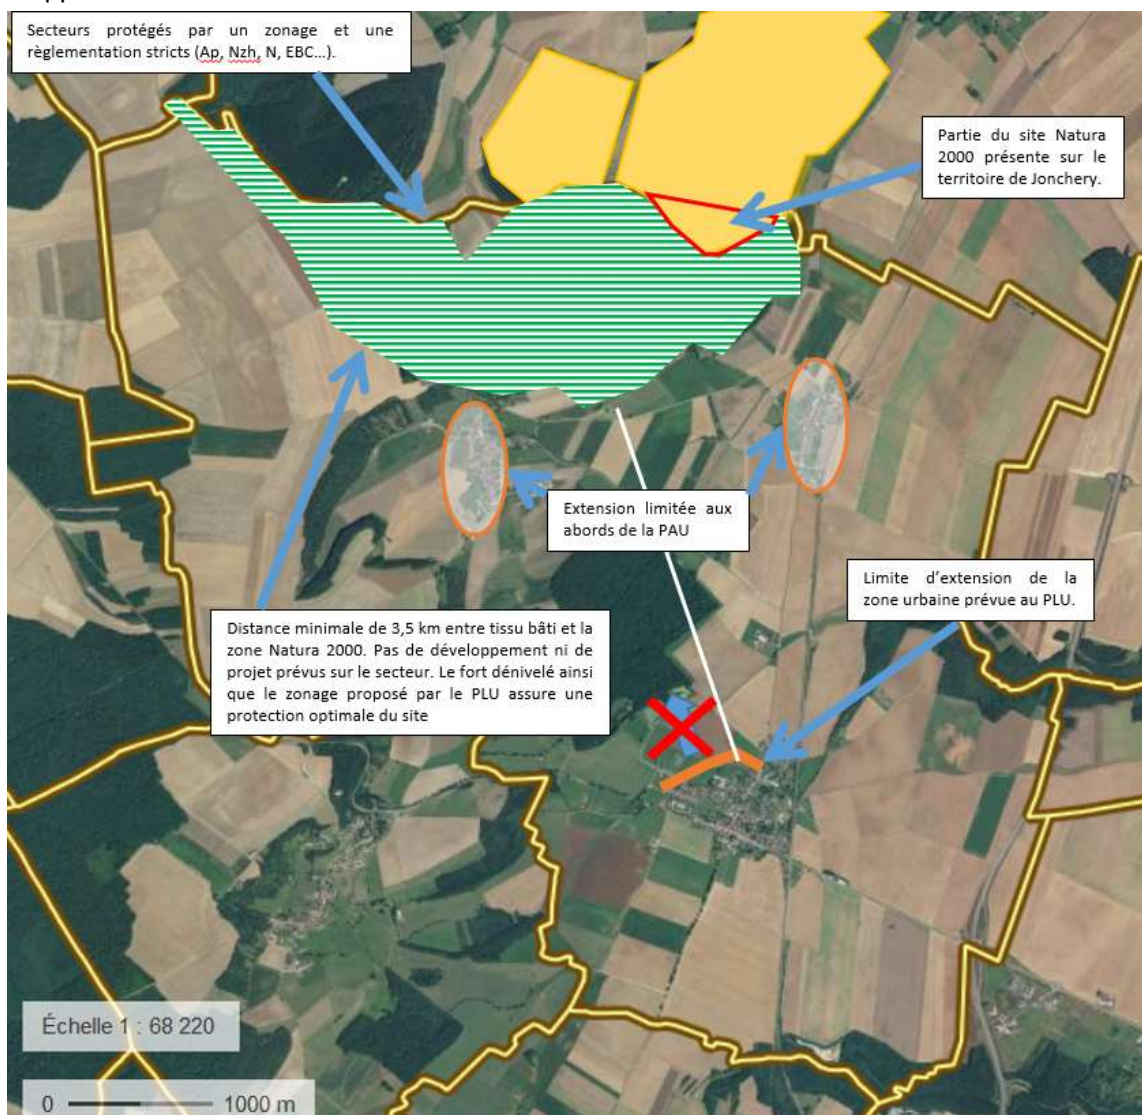 Secteurs protégés par un zonage et une
règlementation stricts (Ap, Nzh, N, EBC…).
Partie du site Natura
2000 présente sur le
territoire de Jonchery.
Extension limitée aux
abords de la PAU
Limite d’extension de la
zone urbaine prévue au PLU.
Distance minimale de 3,5 km entre tissu bâti et la
zone Natura 2000. Pas de développement ni de
projet prévus sur le secteur. Le fort dénivelé ainsi
que le zonage proposé par le PLU assure une
protection optimale du site
Échelle 1 : 68 220
0 1000 m